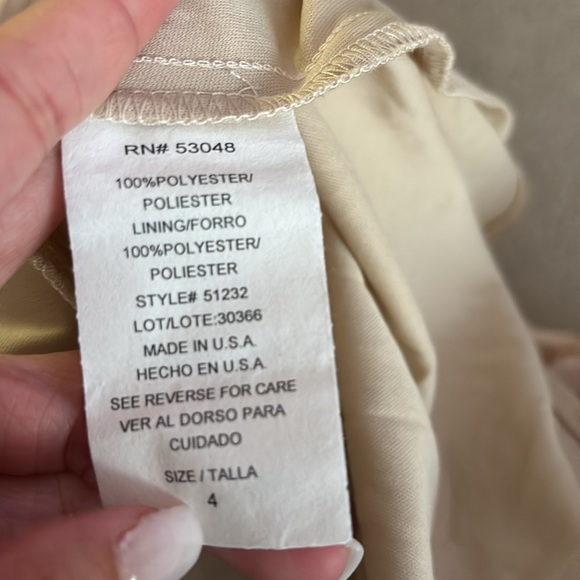 RN# 53048
100%POLYESTER/
POLIESTER
LINING/FORRO
100%POLYESTER/
POLIESTER
STYLE# 51232
LOT/LOTE:30366
MADE IN U.S.A.
HECHO EN U.S.A.
SEE REVERSE FOR CARE
VER AL DORSO PARA
CUIDADO
SIZE / TALLA
4